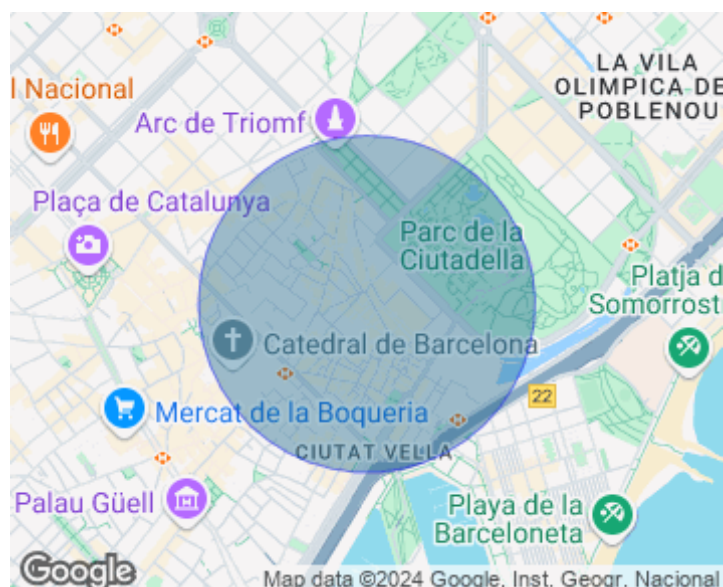 LA VILA
OLIMPICA DE
POBLENOU
l Nacional
Arc de Triomf
Plaça de Catalunya
Parc de la
Ciutadella
Platja d
Somorrost
Catedral de Barcelona
22
Mercat de la Boqueria
CIUTAT VELLA
Palau Güell
Playa de la
Barceloneta
Google
Map data ©2024 Google, Inst. Geogr. Nacional